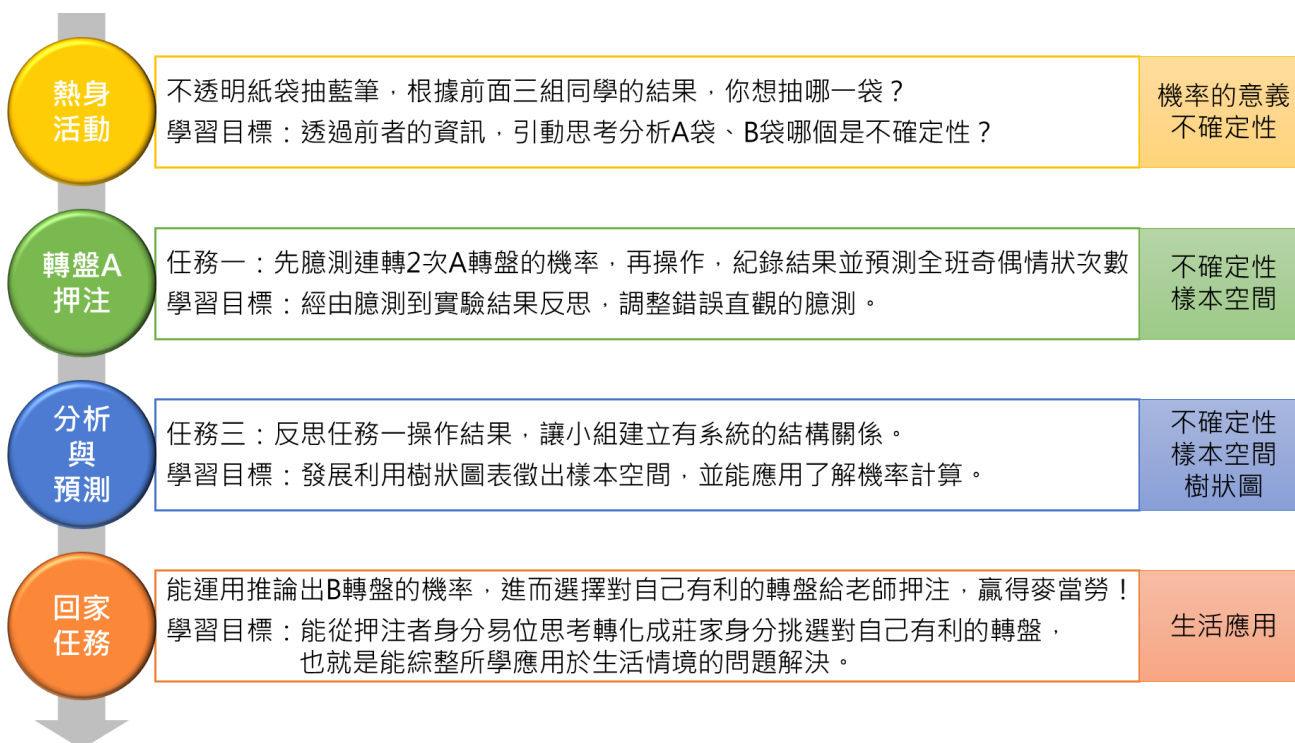 熱身
活動
不透明紙袋抽藍筆，根據前面三組同學的結果，你想抽哪一袋？
學習目標：透過前者的資訊，引動思考分析A袋、B袋哪個是不確定性？
機率的意義
不確定性
轉盤A
押注
任務一：先臆測連轉2次A轉盤的機率，再操作，紀錄結果並預測全班奇偶情狀次數
學習目標：經由臆測到實驗結果反思，調整錯誤直觀的臆測。
不確定性
樣本空間
分析
與
預測
任務三：反思任務一操作結果，讓小組建立有系統的結構關係。
學習目標：發展利用樹狀圖表徵出樣本空間，並能應用了解機率計算。
不確定性
樣本空間
樹狀圖
回家
任務
能運用推論出B轉盤的機率，進而選擇對自己有利的轉盤給老師押注，贏得麥當勞！
學習目標：能從押注者身分易位思考轉化成莊家身分挑選對自己有利的轉盤，
也就是能綜整所學應用於生活情境的問題解決。
生活應用